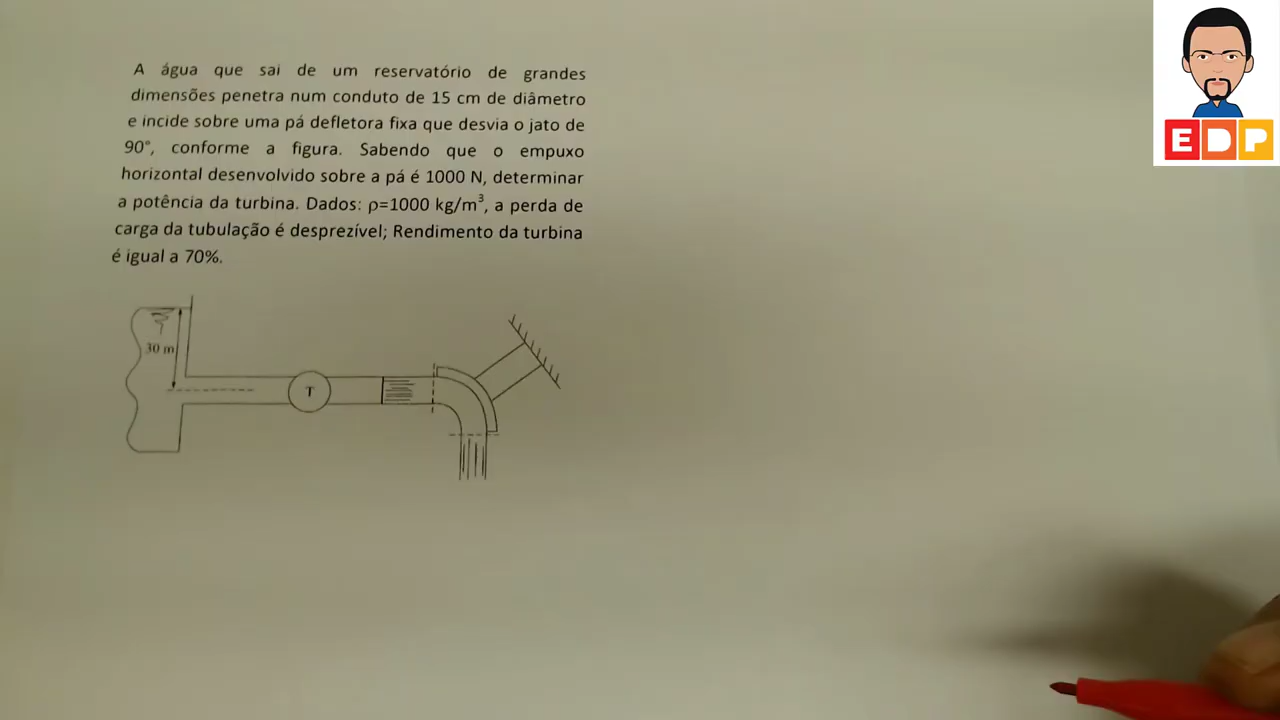 A água que sai de um reservatório de grandes
dimensões penetra num conduto de 15 cm de diâmetro
e incide sobre uma pá defletora fixa que desvia o jato de
90°, conforme a figura. Sabendo que o empuxo
horizontal desenvolvido sobre a pá é 1000 N, determinar
a potência da turbina. Dados: ρ=1000 kg/m³, a perda de
carga da tubulação é desprezível; Rendimento da turbina
é igual a 70%.
30 m
T
EDP